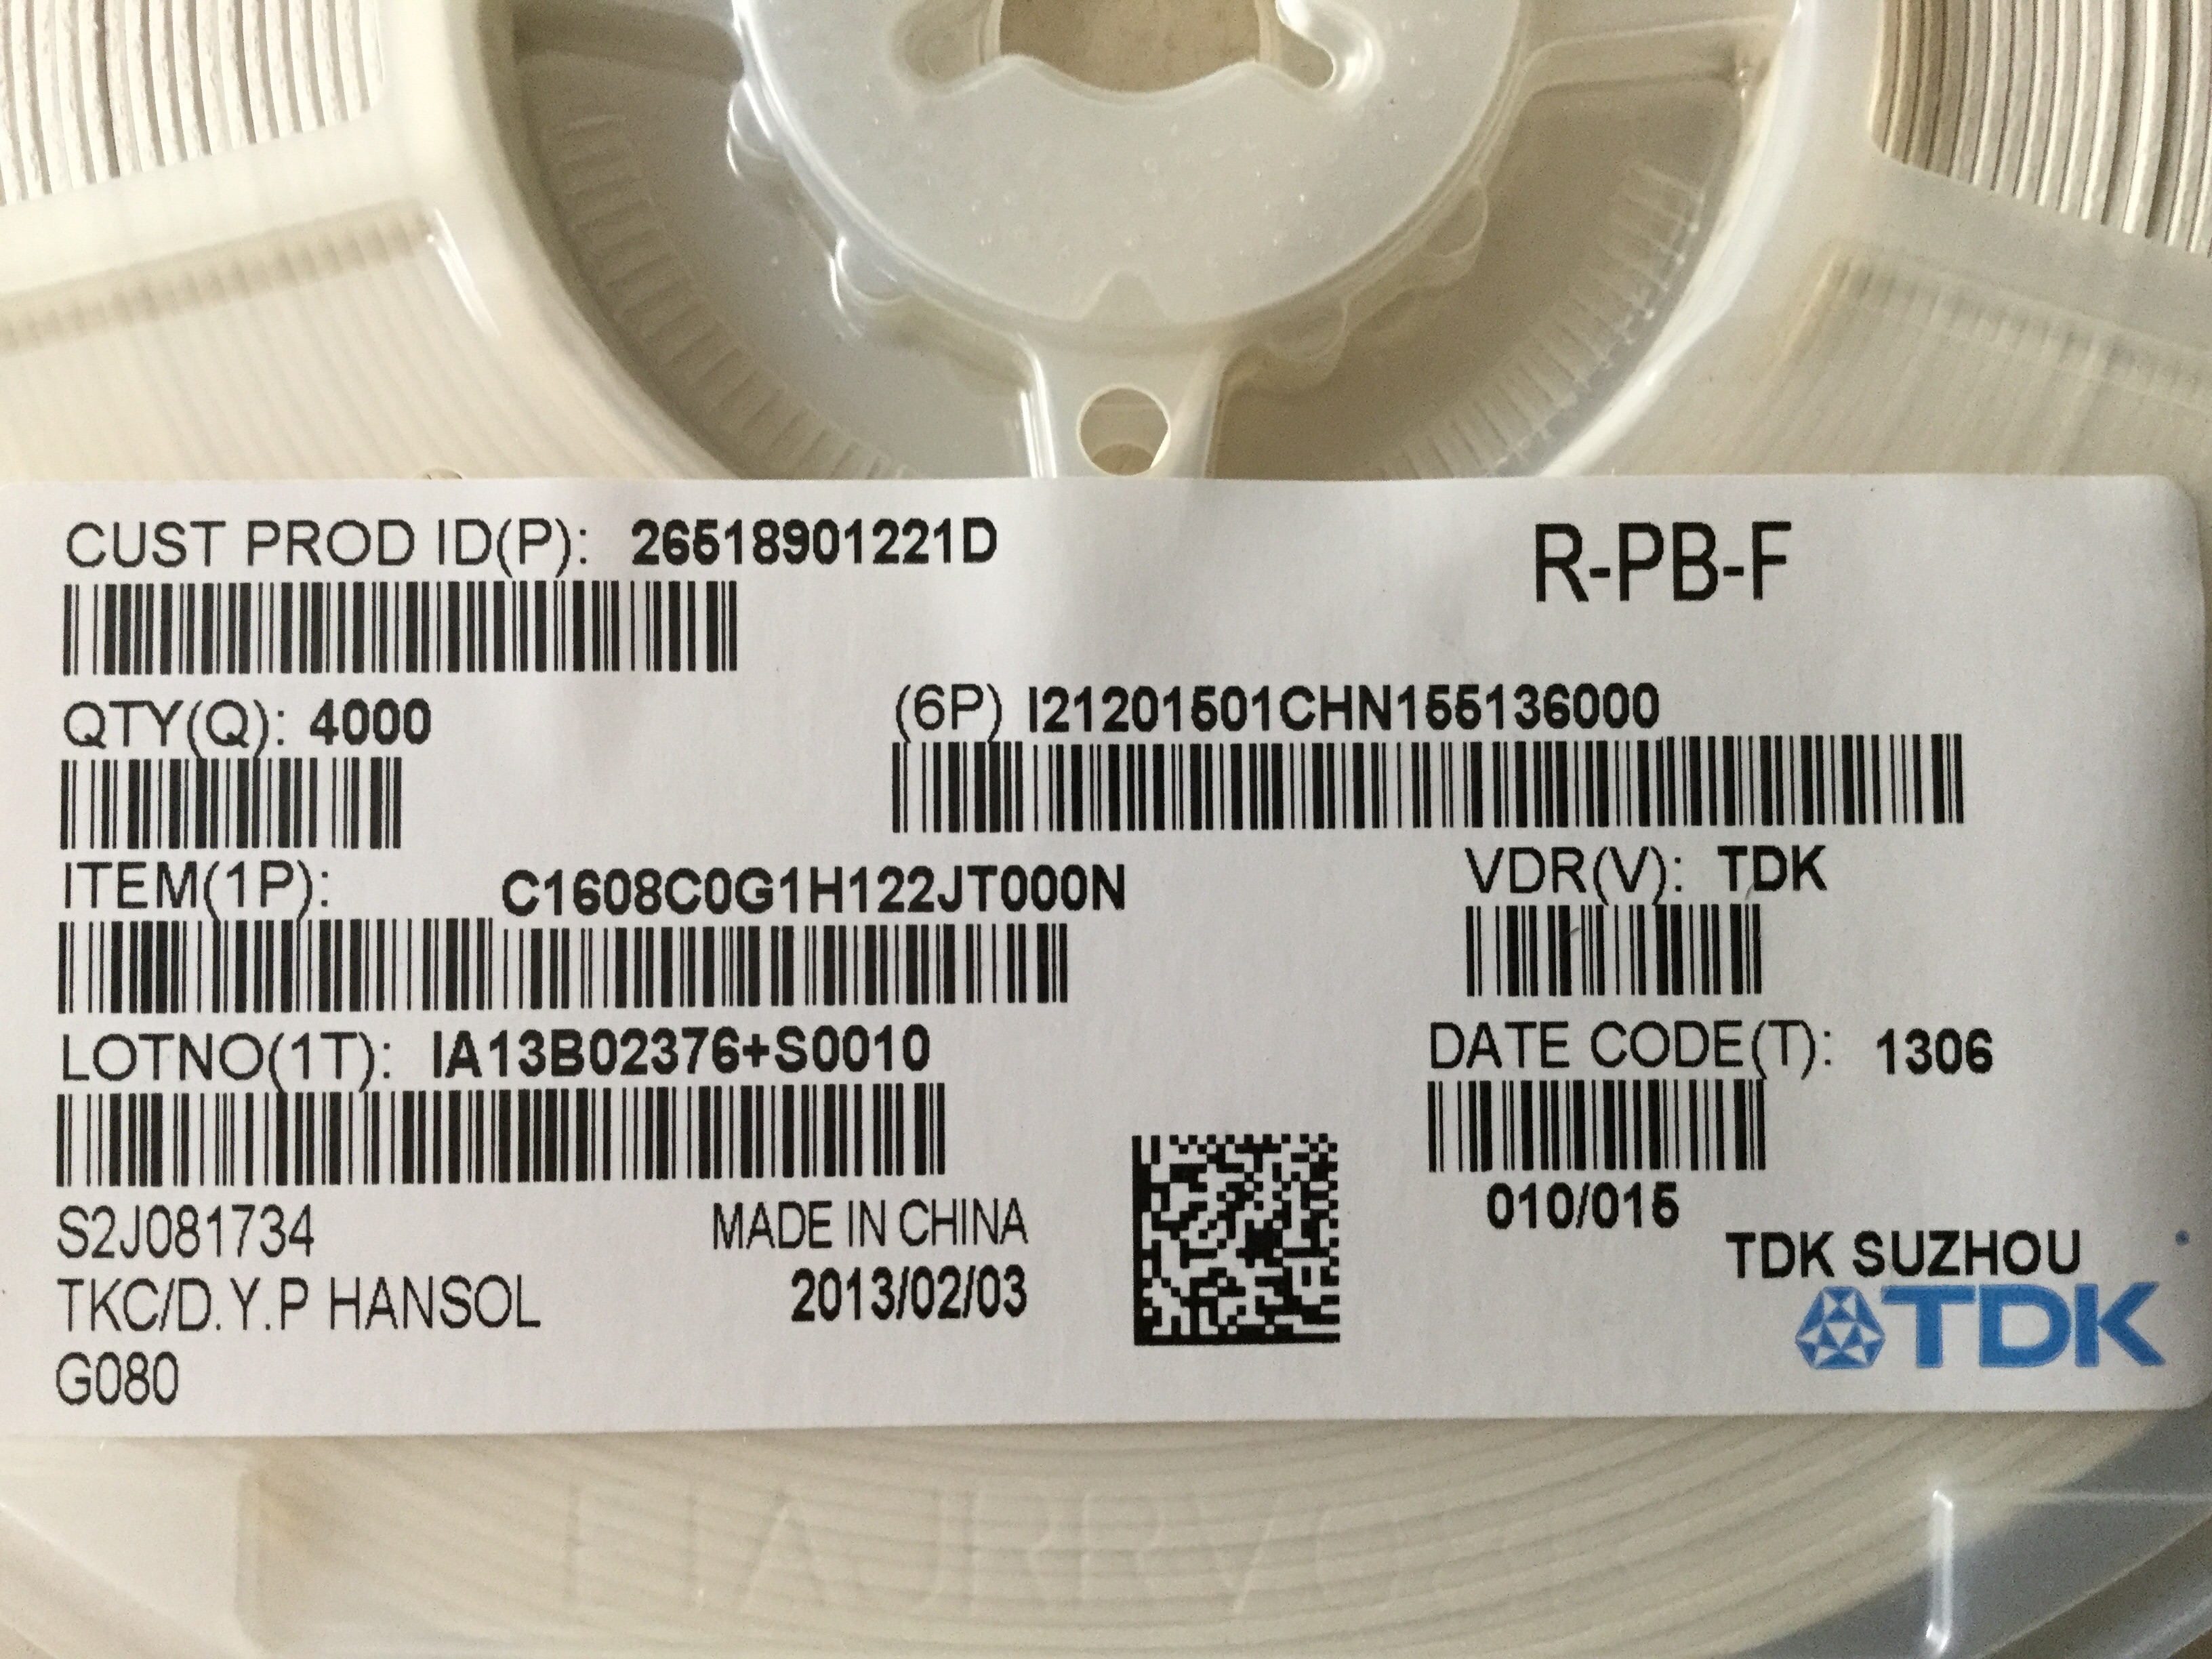 CUST PROD ID(P): 26518901221D
R-PB-F
QTY(Q): 4000
(6P) I21201501CHN155136000
ITEM(1P): C1608C0G1H122JT000N
VDR(V): TDK
LOTNO(1T): IA13B02376+S0010
DATE CODE(T): 1306
010/015
S2J081734
MADE IN CHINA
TKC/D.Y.P HANSOL
2013/02/03
TDK SUZHOU
TDK
G080